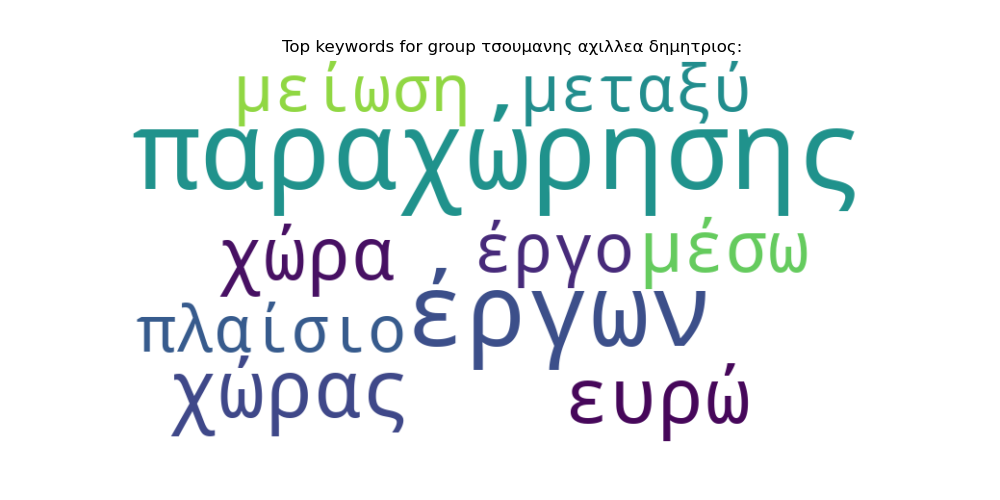 Top keywords for group τσουμανης αχιλλεα δημητριος:
μείωση μεταξύ
παραχώρησης
χώρα έργο μέσω
πλαίσιο έργων
χώρας ευρώ